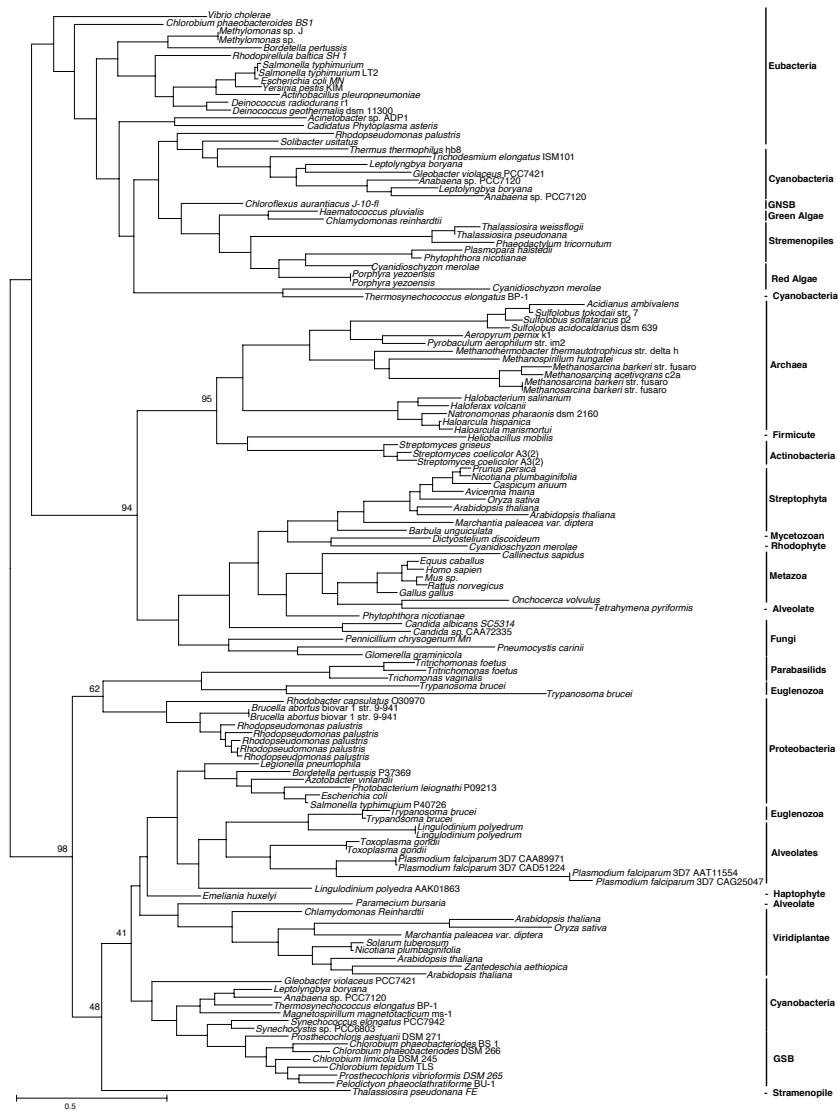 Vibrio cholerae
Chlorobium phaeobacteroides BS1
Methylomonas sp. J
Methylomonas sp.
Bordetella pertussis
Rhodopirellula baltica SH 1
Salmonella typhimurium
Salmonella typhimurium LT2
Escherichia coli MN
Yersinia pestis KIM
Actinobacillus pleuropneumoniae
Deinococcus radiodurans r1
Deinococcus geothermalis dsm 11300
Eubacteria
Acinetobacter sp. ADP1
Cadidatus Phytoplasma asteris
Rhodopseudomonas palustris
Solibacter usitatus
Thermus thermophilus hb8
Trichodesmium elongatus ISM101
Leptolyngbya boryana
Gleobacter violaceus PCC7421
Anabaena sp. PCC7120
Leptolyngbya boryana
Anabaena sp. PCC7120
Cyanobacteria
Chloroflexus aurantiacus J-10-fl
GNSB
Haematococcus pluvialis
Chlamydomonas reinhardtii
Green Algae
Thalassiosira weissflogii
Thalassiosira pseudonana
Phaeodactylum tricornutum
Plasmopara halstedii
Phytophthora nicotianae
Stremenopiles
Cyanidioschyzon merolae
Porphyra yezoensis
Porphyra yezoensis
Cyanidioschyzon merolae
Red Algae
Thermosynechococcus elongatus BP-1
- Cyanobacteria
Acidianus ambivalens
Sulfolobus tokodaii str. 7
Sulfolobus solfataricus p2
Sulfolobus acidocaldarius dsm 639
Aeropyrum pernix k1
Pyrobaculum aerophilum str. im2
Methanothermobacter thermautotrophicus str. delta h
Methanospirillum hungatei
Methanosarcina barkeri str. fusaro
Methanosarcina acetivorans c2a
Methanosarcina barkeri str. fusaro
Methanosarcina barkeri str. fusaro
Halobacterium salinarium
Haloferax volcanii
Natronomonas pharaonis dsm 2160
Haloarcula hispanica
Haloarcula marismortui
Archaea
95
Heliobacillus mobilis
- Firmicute
Streptomyces griseus
Streptomyces coelicolor A3(2)
Streptomyces coelicolor A3(2)
Actinobacteria
94
Prunus persica
Nicotiana plumbaginifolia
Caspicum anuum
Avicennia maina
Oryza sativa
Arabidopsis thaliana
Arabidopsis thaliana
Marchantia paleacea var. diptera
Barbula unguiculata
Streptophyta
Dictyostelium discoideum
- Mycetozoan
Cyanidioschyzon merolae
- Rhodophyte
Callinectus sapidus
Equus caballus
Homo sapien
Mus sp.
Rattus norvegicus
Gallus gallus
Onchocerca volvulus
Metazoa
Tetrahymena pyriformis
- Alveolate
Phytophthora nicotianae
Candida albicans SC5314
Candida sp. CAA72335
Pennicillium chrysogenum Mn
Pneumocystis carinii
Glomerella graminicola
Fungi
Tritrichomonas foetus
Tritrichomonas foetus
Trichomonas vaginalis
Parabasilids
62
Trypanosoma brucei
Trypanosoma brucei
Euglenozoa
Rhodobacter capsulatus O30970
Brucella abortus biovar 1 str. 9-941
Brucella abortus biovar 1 str. 9-941
Rhodopseudomonas palustris
Rhodopseudomonas palustris
Rhodopseudomonas palustris
Rhodopseudomonas palustris
Rhodopseudomonas palustris
Legionella pneumophila
Bordetella pertussis P37369
Azotobacter vinlandii
Photobacterium leiognathi P09213
Escherichia coli
Salmonella typhimurium P40726
Proteobacteria
Trypanosoma brucei
Trypanosoma brucei
Euglenozoa
Lingulodinium polyedrum
Lingulodinium polyedrum
Toxoplasma gondii
Toxoplasma gondii
Plasmodium falciparum 3D7 CAA89971
Plasmodium falciparum 3D7 CAD51224
Plasmodium falciparum 3D7 AAT11554
Plasmodium falciparum 3D7 CAG25047
Lingulodinium polyedra AAK01863
Alveolates
98
Emeliania huxelyi
- Haptophyte
Paramecium bursaria
- Alveolate
Chlamydomonas Reinhardtii
Arabidopsis thaliana
Oryza sativa
Marchantia paleacea var. diptera
Solarum tuberosum
Nicotiana plumbaginifolia
Arabidopsis thaliana
Zantedeschia aethiopica
Arabidopsis thaliana
Viridiplantae
41
Gleobacter violaceus PCC7421
Leptolyngbya boryana
Anabaena sp. PCC7120
Thermosynechococcus elongatus BP-1
Magnetospirillum magnetotacticum ms-1
Synechococcus elongatus PCC7942
Synechocystis sp. PCC6803
Cyanobacteria
48
Prosthecochloris aestuarii DSM 271
Chlorobium phaebacteriodes BS 1
Chlorobium phaebacteriodes DSM 266
Chlorobium limicola DSM 245
Chlorobium tepidum TLS
Prosthecochloris vibrioformis DSM 265
Pelodictyon phaeoclathratiforme BU-1
GSB
Thalassiosira pseudonana FE
- Stramenopile
0.5